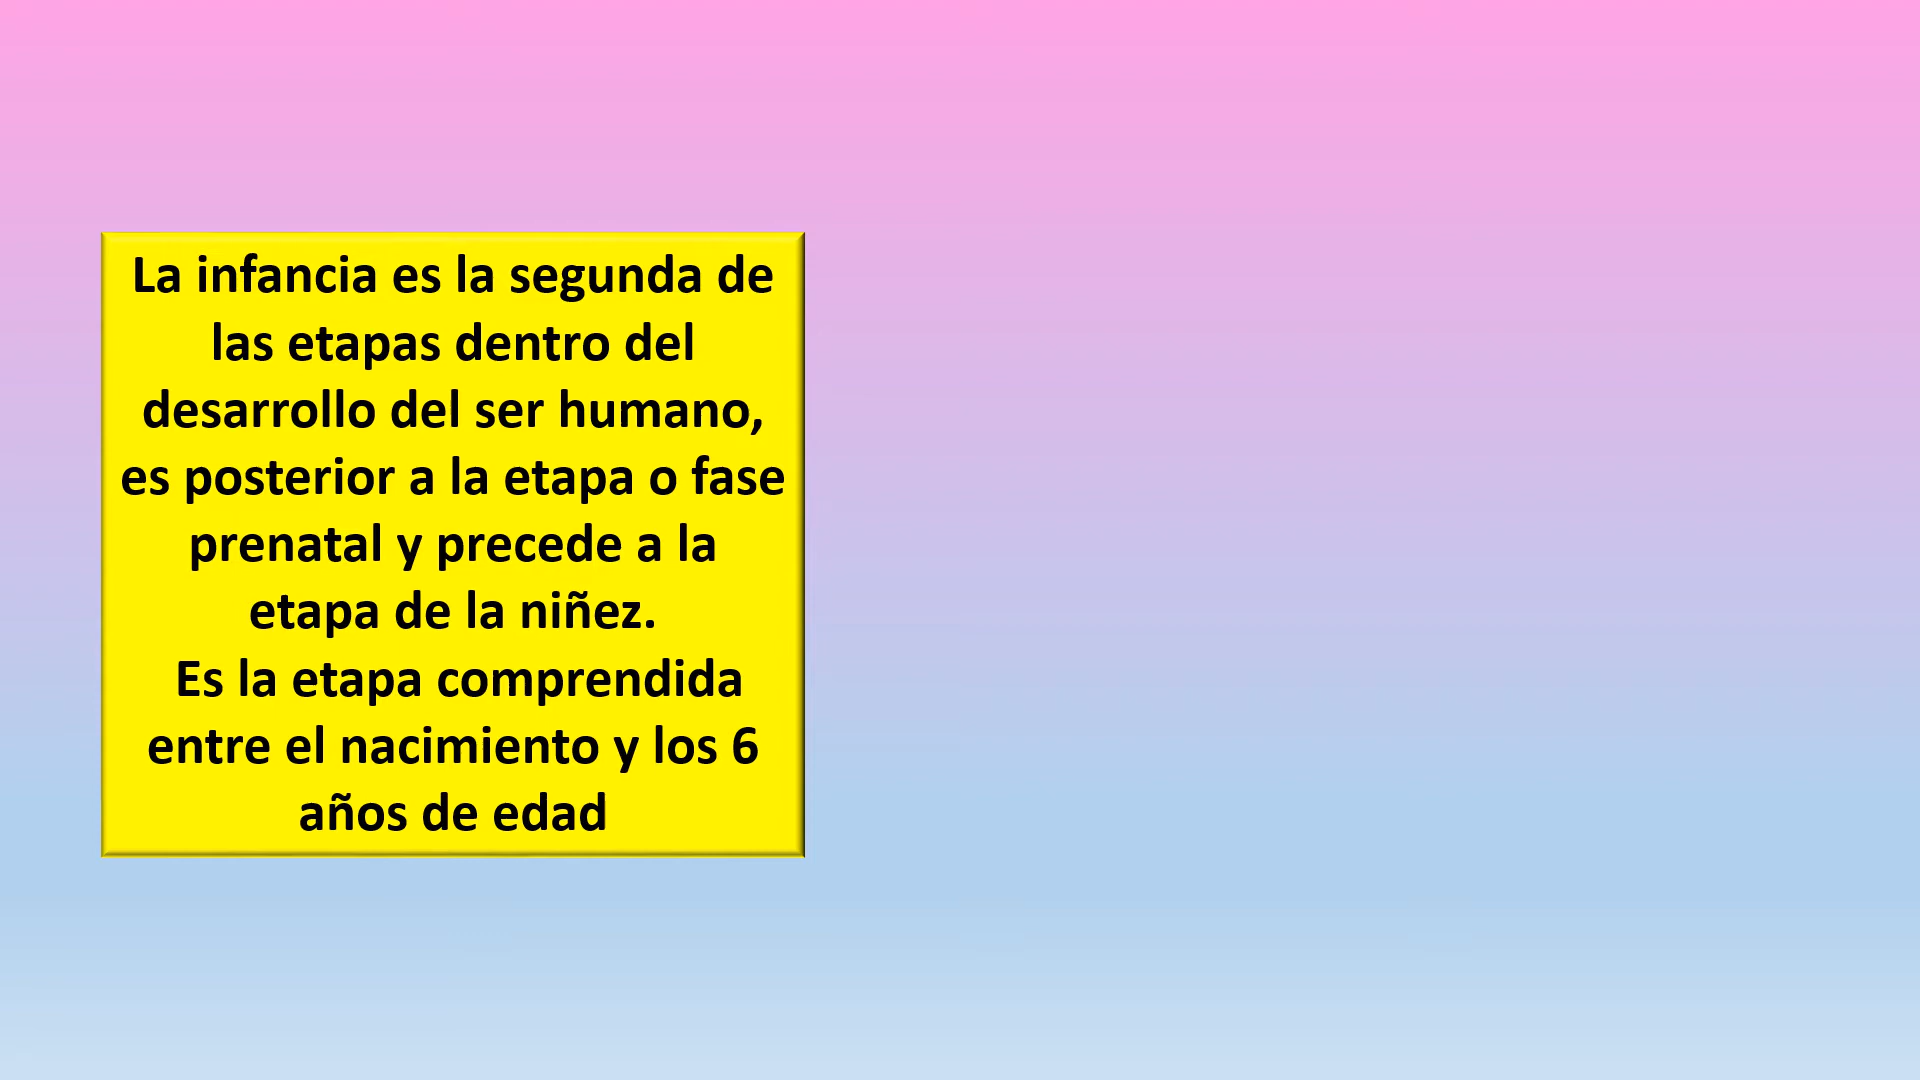 La infancia es la segunda de
las etapas dentro del
desarrollo del ser humano,
es posterior a la etapa o fase
prenatal y precede a la
etapa de la niñez.
Es la etapa comprendida
entre el nacimiento y los 6
años de edad